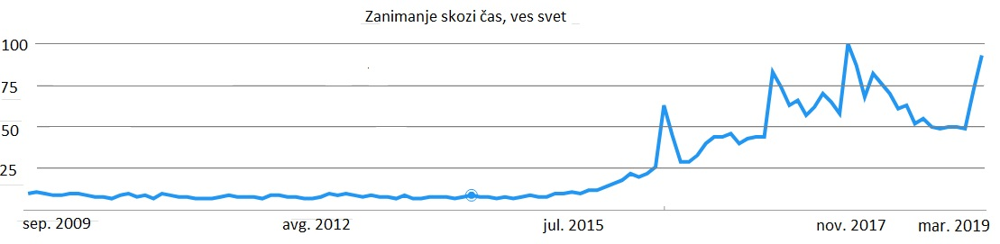 Zanimanje skozi čas, ves svet
100
75
50
25
sep. 2009 avg. 2012 jul. 2015 nov. 2017 mar. 2019